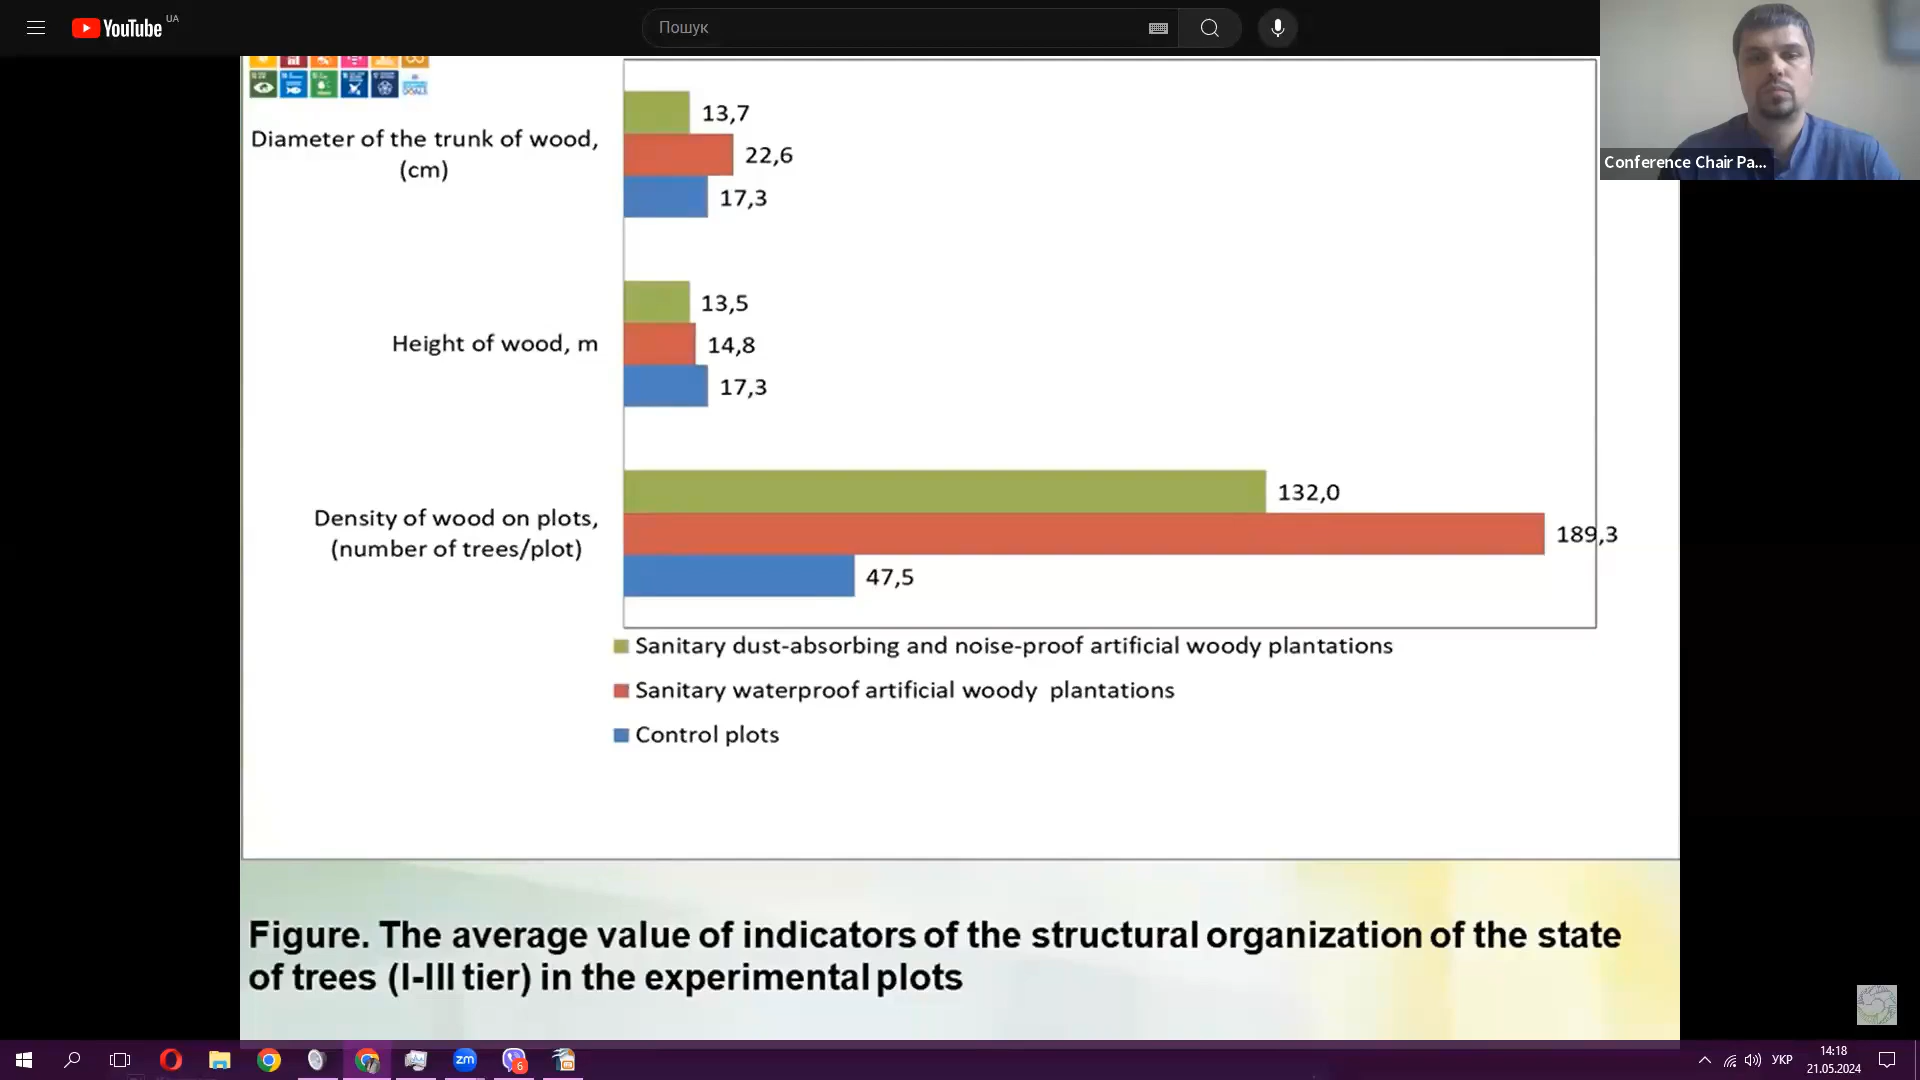 YouTube UA
Пошук
Conference Chair Pa...
Diameter of the trunk of wood,
(cm)
13,7
22,6
17,3
Height of wood, m
13,5
14,8
17,3
Density of wood on plots,
(number of trees/plot)
132,0
189,3
47,5
Sanitary dust-absorbing and noise-proof artificial woody plantations
Sanitary waterproof artificial woody plantations
Control plots
Figure. The average value of indicators of the structural organization of the state
of trees (I-III tier) in the experimental plots
zm
6
УКР
14:18
21.05.2024